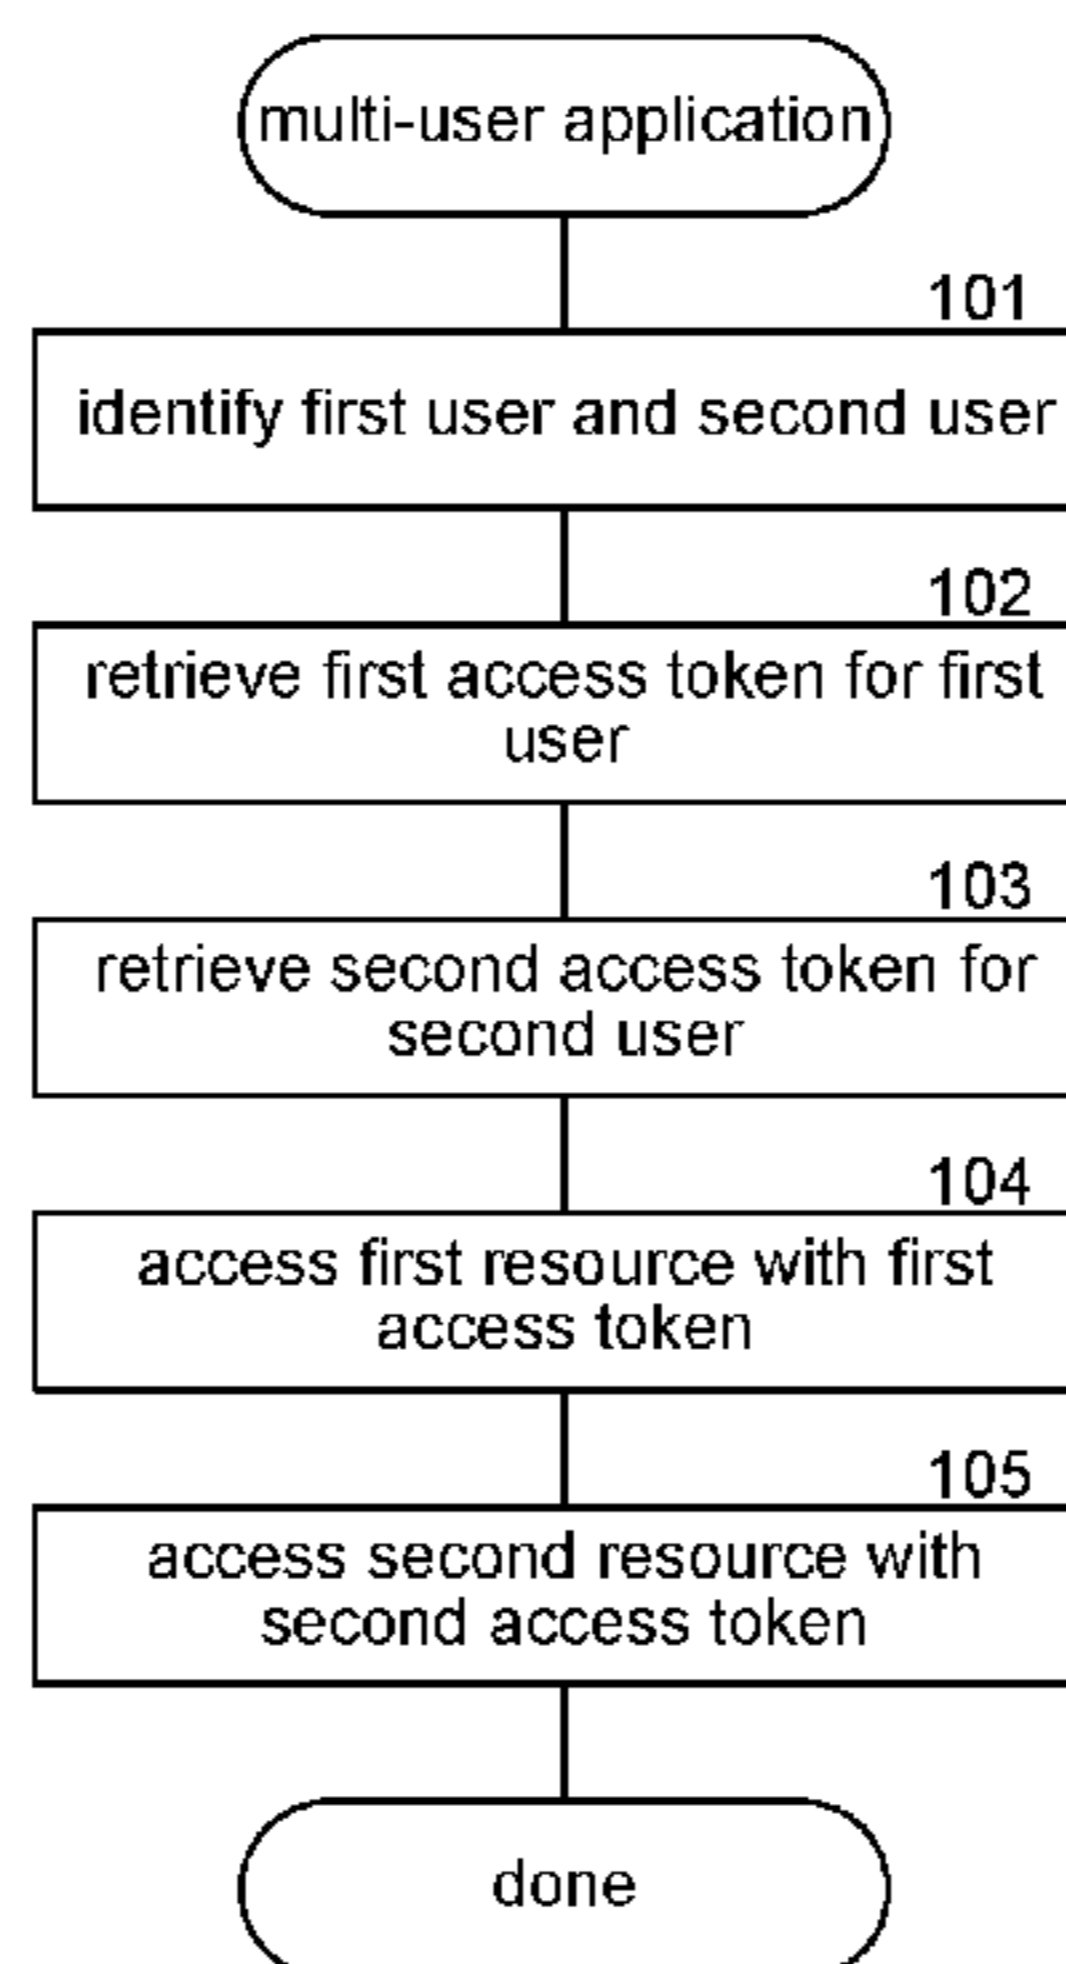 multi-user application
101
identify first user and second user
102
retrieve first access token for first
user
103
retrieve second access token for
second user
104
access first resource with first
access token
105
access second resource with
second access token
done